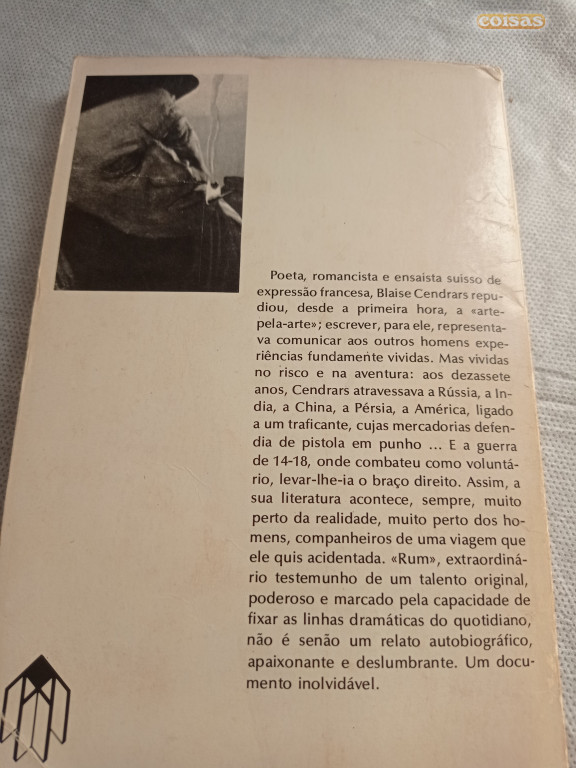 coisas
Poeta, romancista e ensaista suisso de
expressão francesa, Blaise Cendrars repu-
diou, desde a primeira hora, a «arte-
pela-arte»; escrever, para ele, representa-
va comunicar aos outros homens expe-
riências fundamente vividas. Mas vividas
no risco e na aventura: aos dezassete
anos, Cendrars atravessava a Rússia, a In-
dia, a China, a Pérsia, a América, ligado
a um traficante, cujas mercadorias defen-
dia de pistola em punho ... E a guerra
de 14-18, onde combateu como voluntá-
rio, levar-lhe-ia o braço direito. Assim, a
sua literatura acontece, sempre, muito
perto da realidade, muito perto dos ho-
mens, companheiros de uma viagem que
ele quis acidentada. «Rum», extraordiná-
rio testemunho de um talento original,
poderoso e marcado pela capacidade de
fixar as linhas dramáticas do quotidiano,
não é senão um relato autobiográfico,
apaixonante e deslumbrante. Um docu-
mento inolvidável.